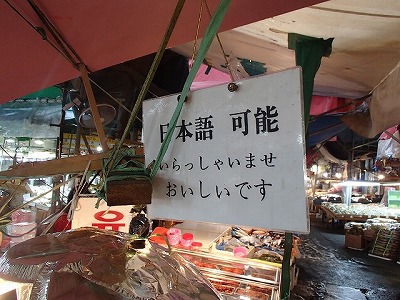 日本語 可能
いらっしゃいませ
おいしいです